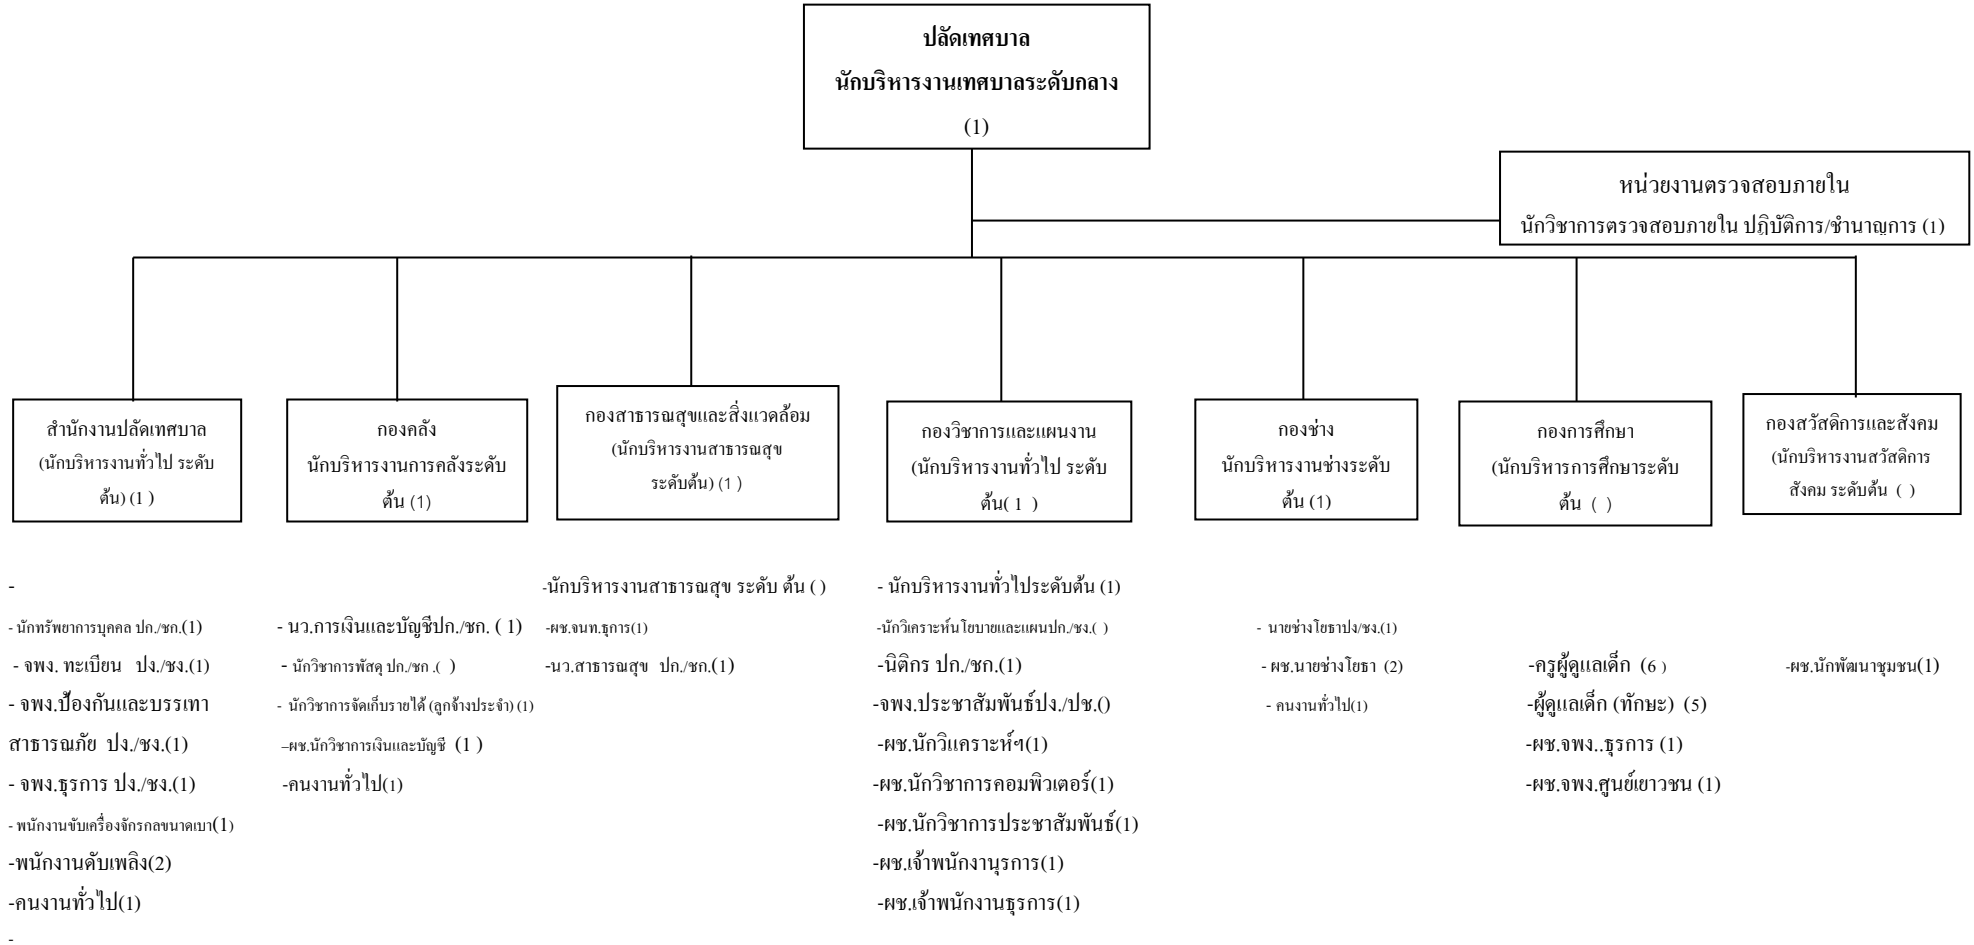 ปลัดเทศบาล
นักบริหารงานเทศบาลระดับกลาง
(1)
หน่วยงานตรวจสอบภายใน
นักวิชาการตรวจสอบภายใน ปฏิบัติการ/ชำนาญการ (1)
สำนักงานปลัดเทศบาล
(นักบริหารงานทั่วไป ระดับ
ต้น) (1 )
กองคลัง
นักบริหารงานการคลังระดับ
ต้น (1)
กองสาธารณสุขและสิ่งแวดล้อม
(นักบริหารงานสาธารณสุข
ระดับต้น) (1 )
กองวิชาการและแผนงาน
(นักบริหารงานทั่วไป ระดับ
ต้น( 1 )
กองช่าง
นักบริหารงานช่างระดับ
ต้น (1)
กองการศึกษา
(นักบริหารการศึกษาระดับ
ต้น ( )
กองสวัสดิการและสังคม
(นักบริหารงานสวัสดิการ
สังคม ระดับต้น ( )
-
- นักทรัพยาการบุคคล ปก./ชก.(1)
- จพง. ทะเบียน ปง./ชง.(1)
- จพง.ป้องกันและบรรเทา
สาธารณภัย ปง./ชง.(1)
- จพง.ธุรการ ปง./ชง.(1)
- พนักงานขับเครื่องจักรกลขนาดเบา(1)
-พนักงานดับเพลิง(2)
-คนงานทั่วไป(1)
-
- นว.การเงินและบัญชีปก./ชก. ( 1)
- นักวิชาการพัสดุ ปก./ชก .( )
- นักวิชาการจัดเก็บรายได้ (ลูกจ้างประจำ) (1)
–ผช.นักวิชาการเงินและบัญชี (1 )
-คนงานทั่วไป(1)
-นักบริหารงานสาธารณสุข ระดับ ต้น ( )
-ผช.จนท.ธุการ(1)
-นว.สาธารณสุข ปก./ชก.(1)
- นักบริหารงานทั่วไประดับต้น (1)
-นักวิเคราะห์นโยบายและแผนปก./ชง.( )
-นิติกร ปก./ชก.(1)
-จพง.ประชาสัมพันธ์ปง./ปช.()
-ผช.นักวิแคราะห์ฯ(1)
-ผช.นักวิชาการคอมพิวเตอร์(1)
-ผช.นักวิชาการประชาสัมพันธ์(1)
-ผช.เจ้าพนักงานุรการ(1)
-ผช.เจ้าพนักงานธุรการ(1)
- นายช่างโยธาปง/ชง.(1)
- ผช.นายช่างโยธา (2)
- คนงานทั่วไป(1)
-ครูผู้ดูแลเด็ก (6 )
-ผู้ดูแลเด็ก (ทักษะ) (5)
-ผช.จพง..ธุรการ (1)
-ผช.จพง.ศูนย์เยาวชน (1)
-ผช.นักพัฒนาชุมชน(1)